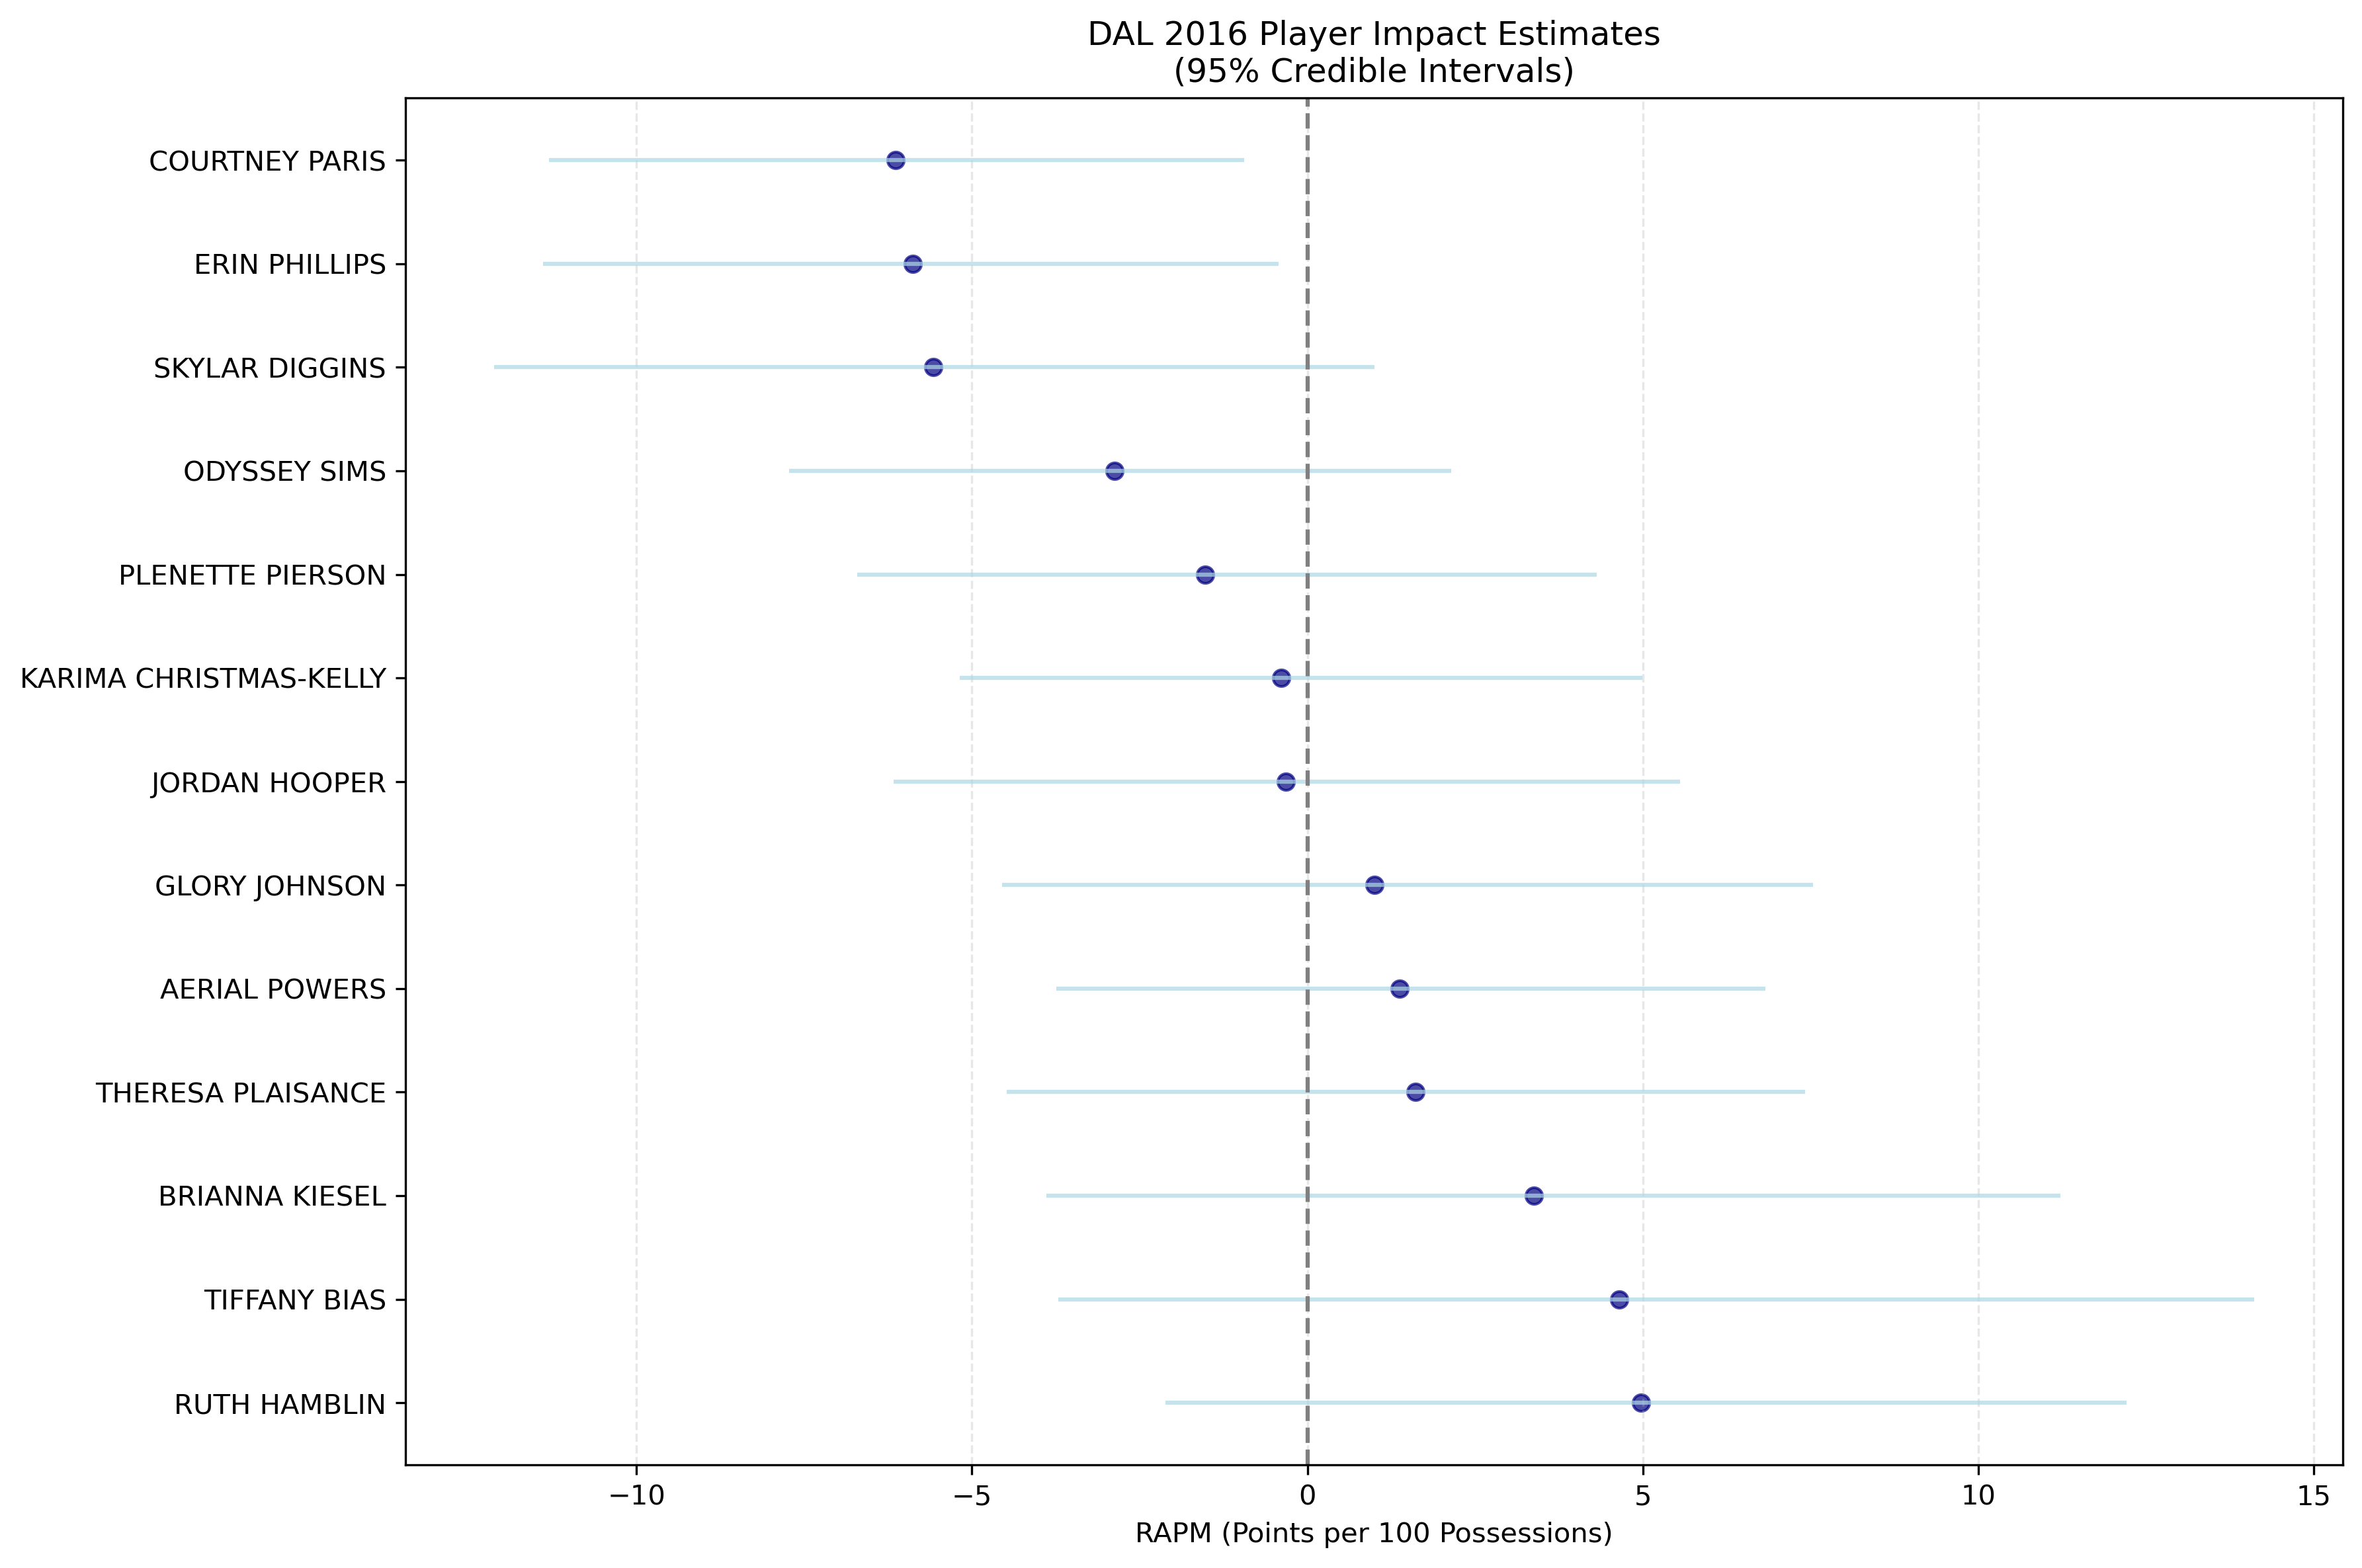 DAL 2016 Player Impact Estimates
(95% Credible Intervals)
COURTNEY PARIS
ERIN PHILLIPS
SKYLAR DIGGINS
ODYSSEY SIMS
PLENETTE PIERSON
KARIMA CHRISTMAS-KELLY
JORDAN HOOPER
GLORY JOHNSON
AERIAL POWERS
THERESA PLAISANCE
BRIANNA KIESEL
TIFFANY BIAS
RUTH HAMBLIN
−10 −5 0 5 10 15
RAPM (Points per 100 Possessions)